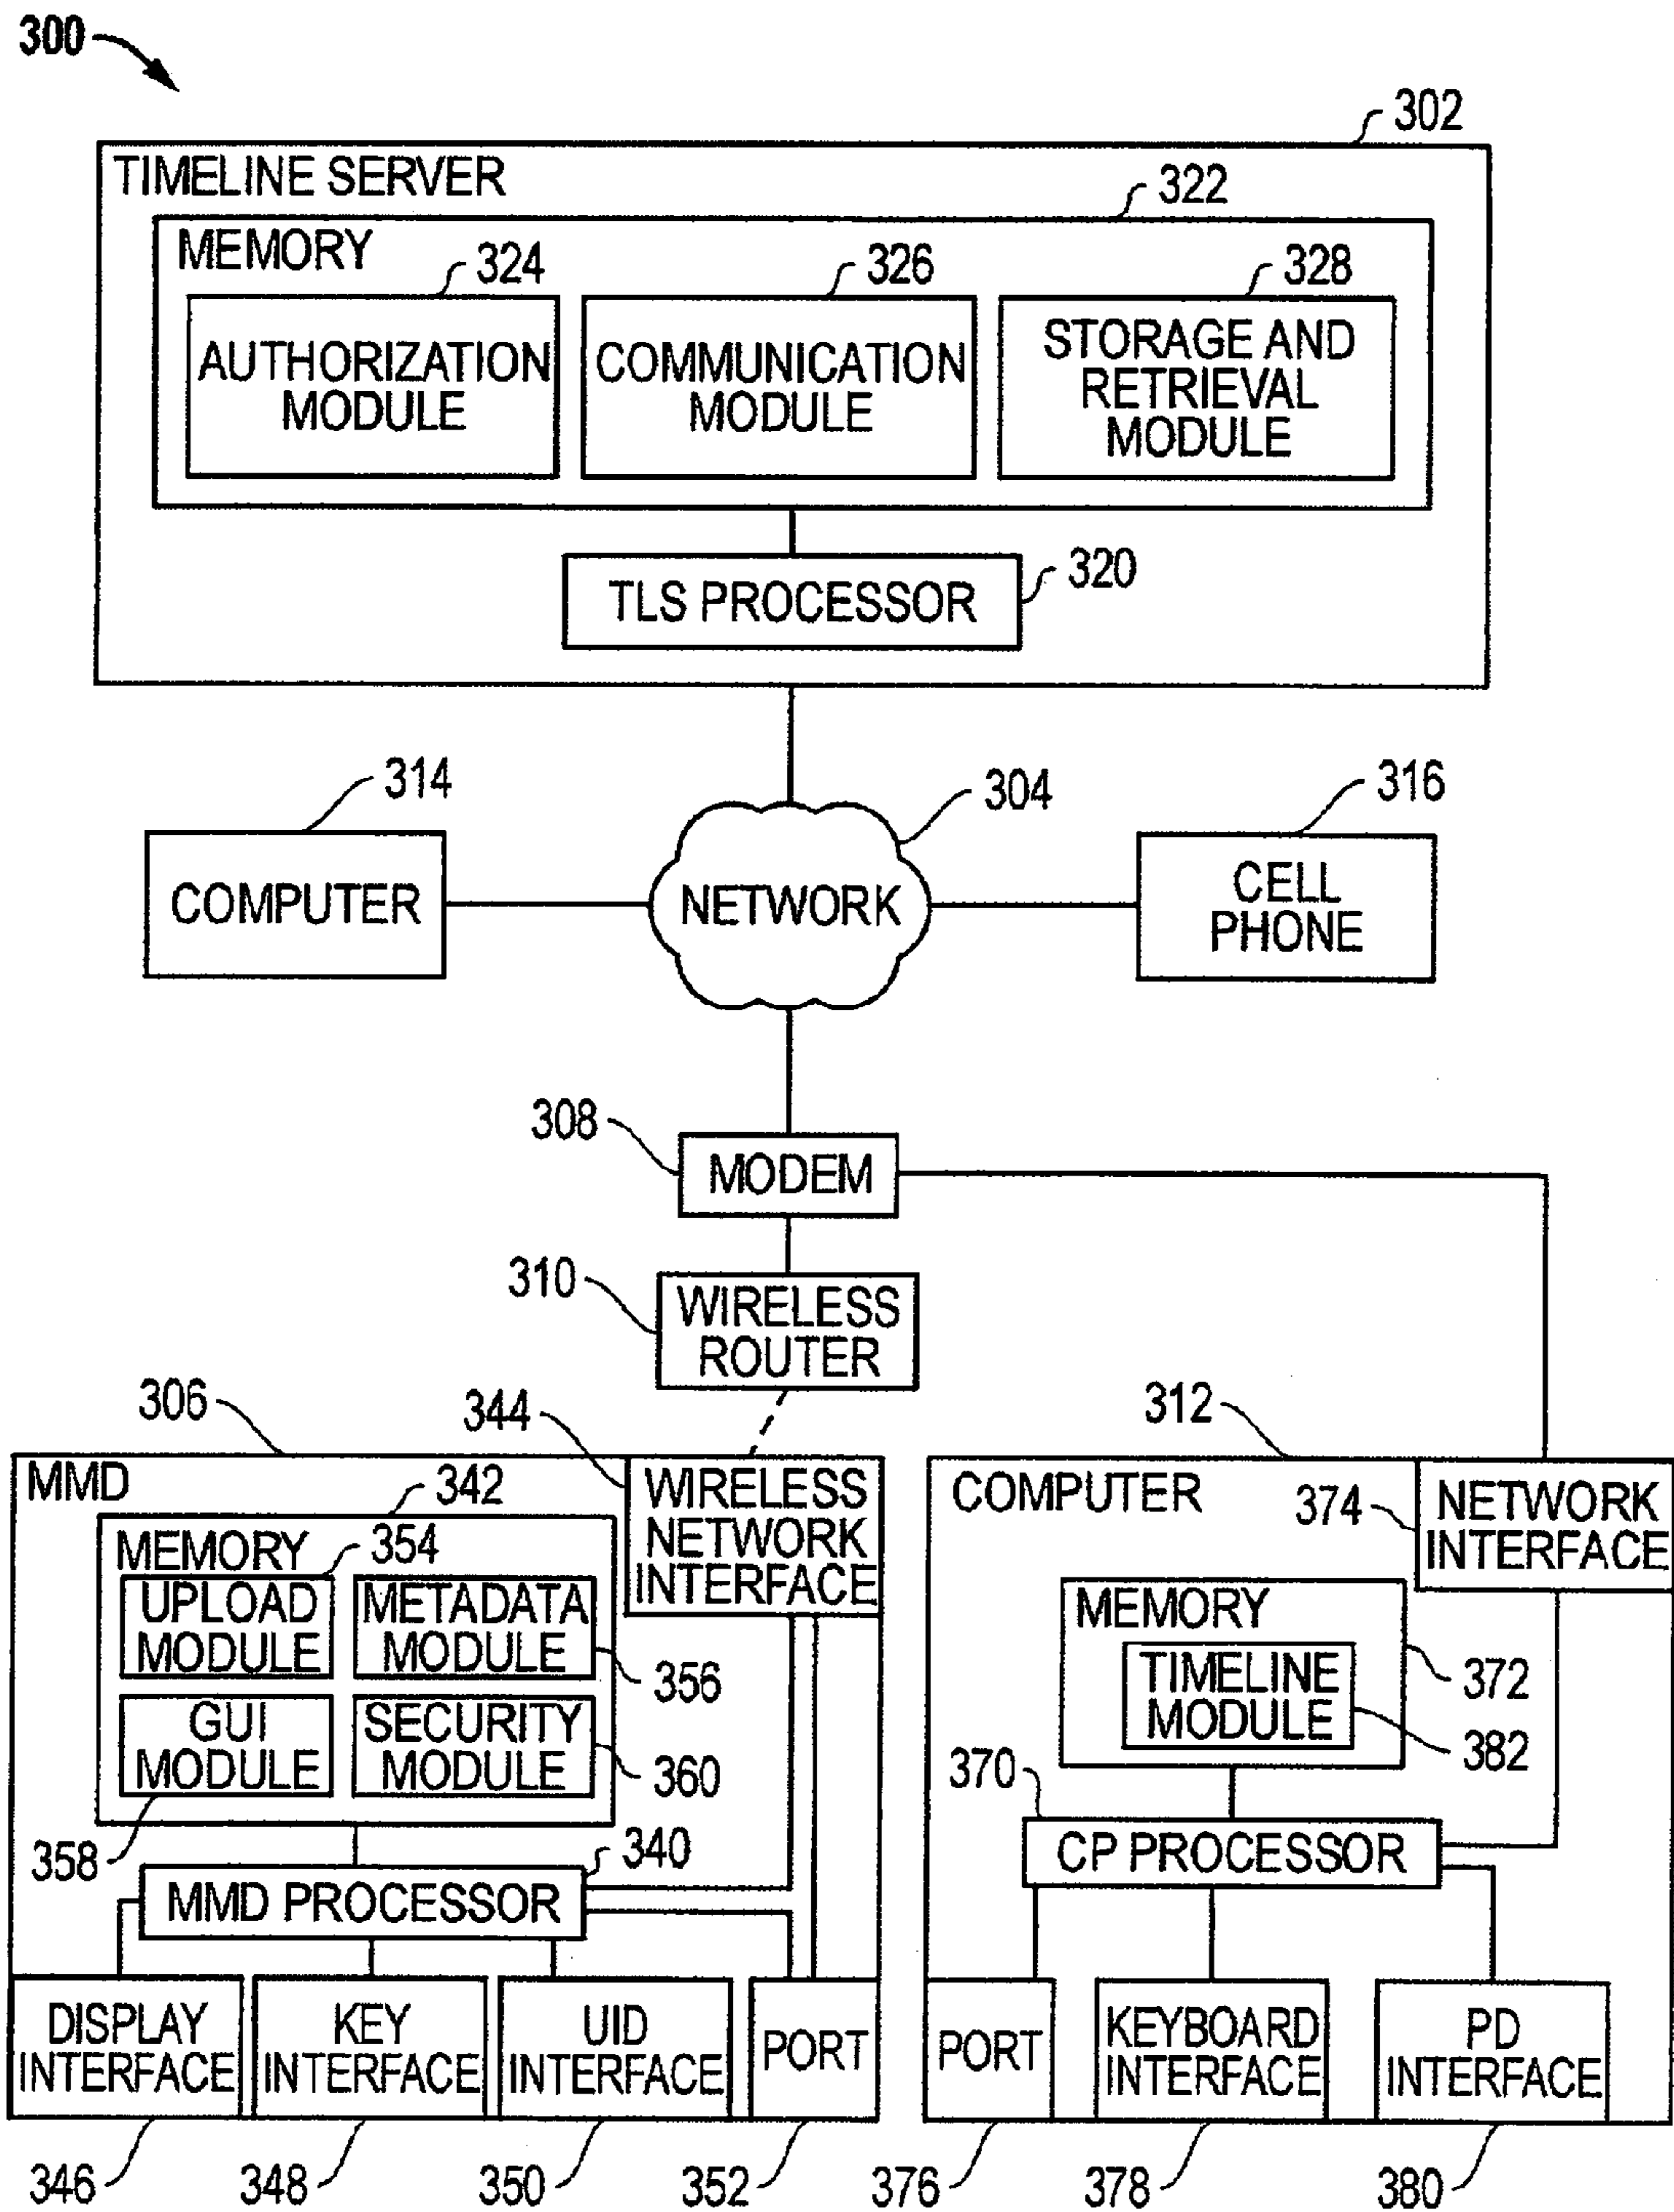 300
302
TIMELINE SERVER
322
MEMORY
324
326
328
AUTHORIZATION
MODULE
COMMUNICATION
MODULE
STORAGE AND
RETRIEVAL
MODULE
320
TLS PROCESSOR
314
304
316
COMPUTER
NETWORK
CELL
PHONE
308
MODEM
310
WIRELESS
ROUTER
306
344
312
MMD
342
WIRELESS
NETWORK
INTERFACE
COMPUTER
374
NETWORK
INTERFACE
MEMORY
354
UPLOAD
MODULE
METADATA
MODULE
356
GUI
MODULE
SECURITY
MODULE
360
358
340
MMD PROCESSOR
MEMORY
TIMELINE
MODULE
372
382
370
CP PROCESSOR
DISPLAY
INTERFACE
KEY
INTERFACE
UID
INTERFACE
PORT
PORT
KEYBOARD
INTERFACE
PD
INTERFACE
346
348
350
352
376
378
380